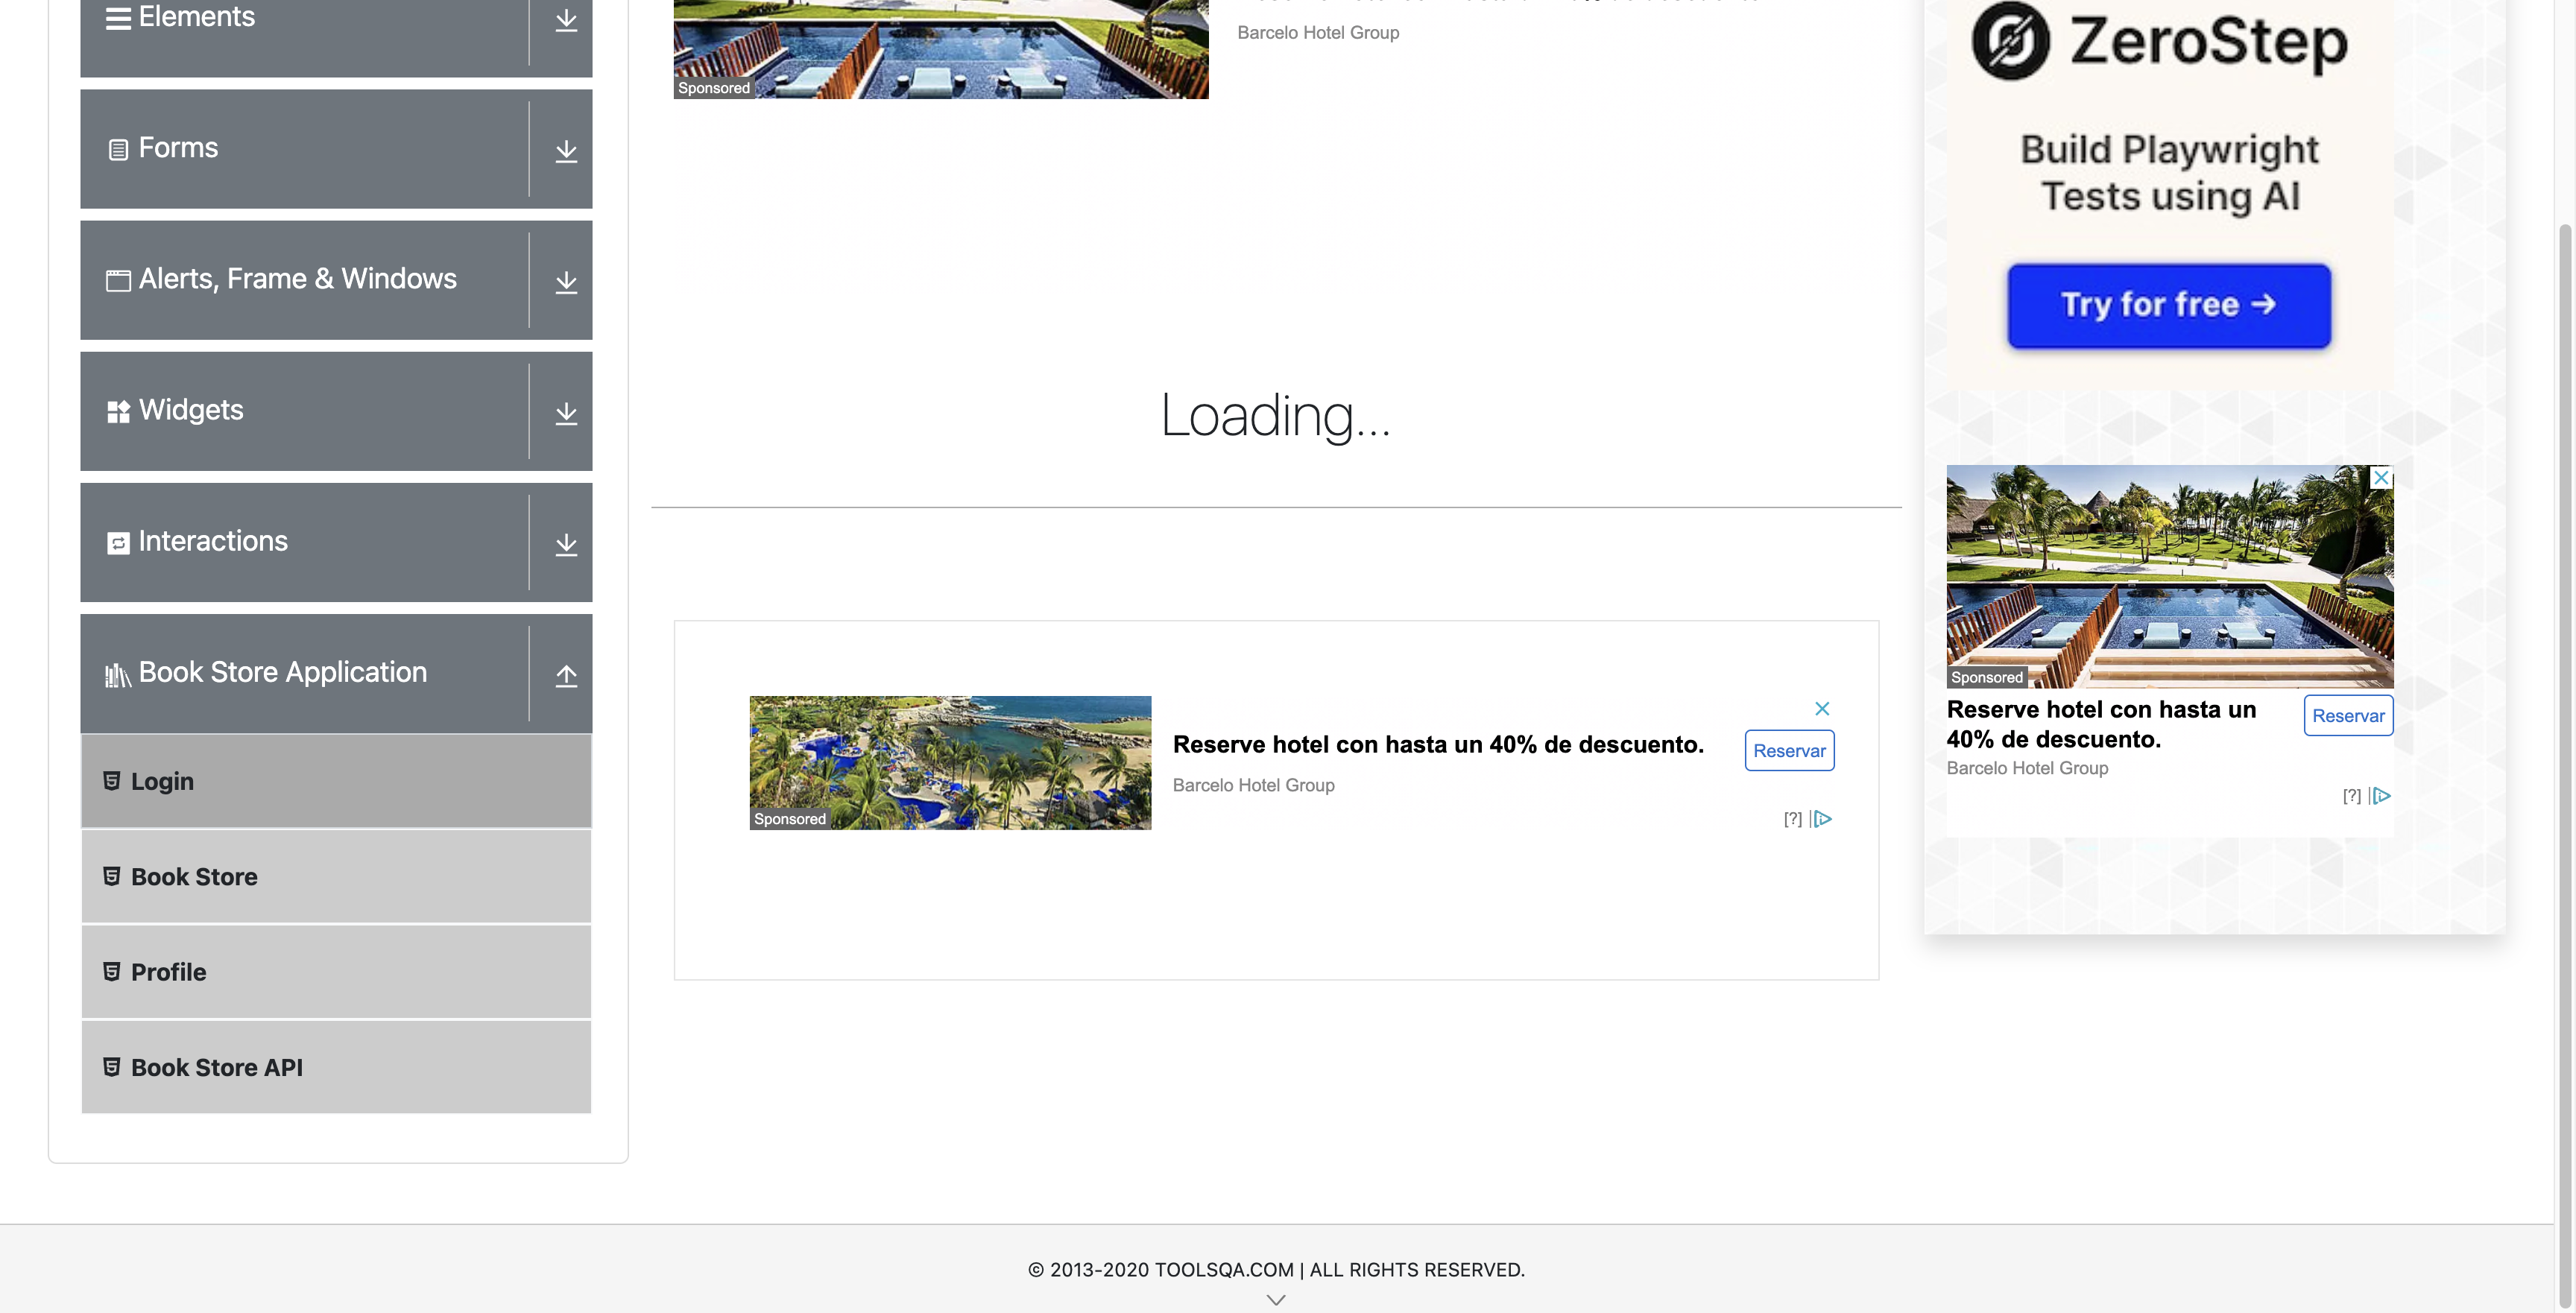 Elements
Forms
Alerts, Frame & Windows
Widgets
Interactions
Book Store Application
Login
Book Store
Profile
Book Store API
Barcelo Hotel Group
Sponsored
Loading...
Reserve hotel con hasta un 40% de descuento.
Barcelo Hotel Group
Reservar
Sponsored
[?]
ZeroStep
Build Playwright
Tests using AI
Try for free →
Sponsored
Reserve hotel con hasta un
40% de descuento.
Reservar
Barcelo Hotel Group
[?]
© 2013-2020 TOOLSQA.COM | ALL RIGHTS RESERVED.